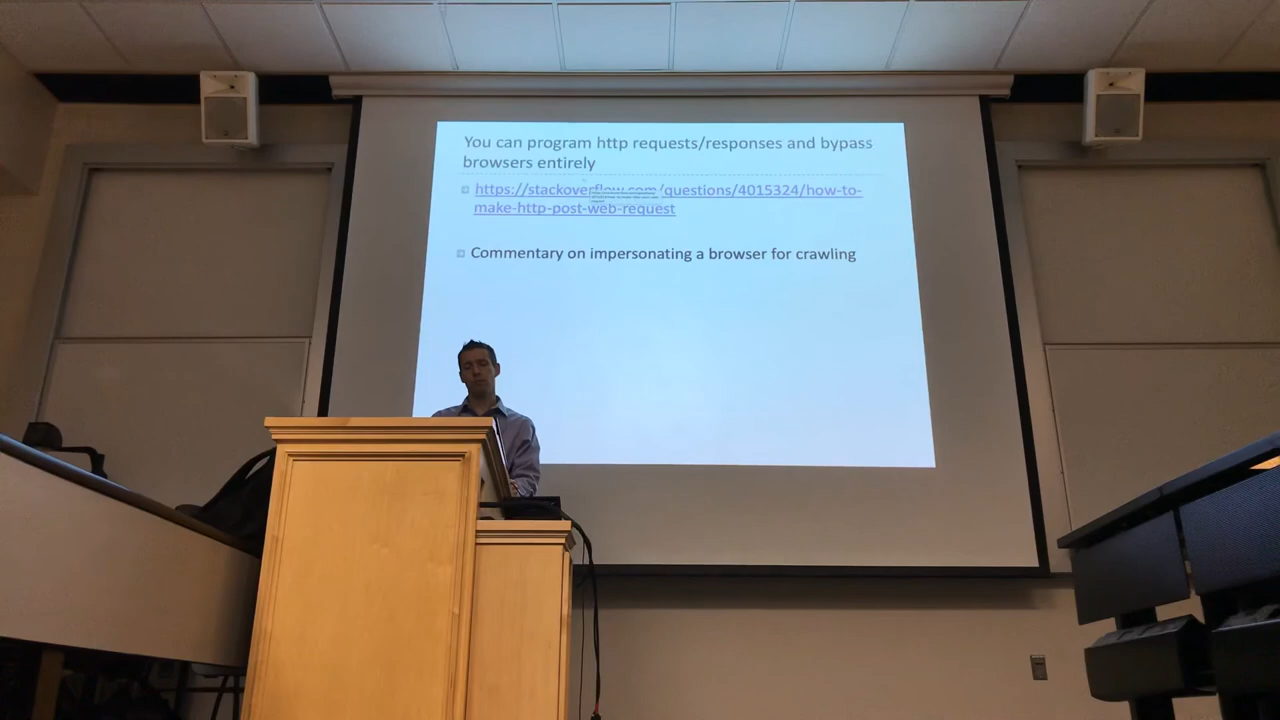 You can program http requests/responses and bypass
browsers entirely
https://stackoverflow.com/questions/4015324/how-to-
make-http-post-web-request
Commentary on impersonating a browser for crawling